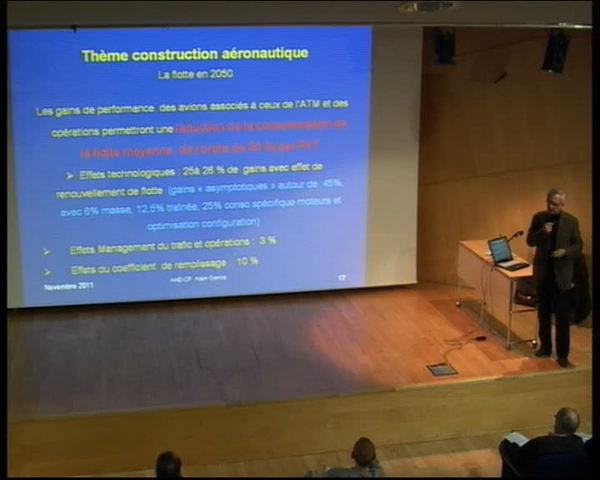 Thème construction aéronautique
La flotte en 2050
Les gains de performance des avions associés à ceux de l'ATM et des
opérations permettront une réduction de la consommation de
la flotte moyenne de l'ordre de
➢ Effets technologiques : 25 à 26 % de gains avec effet de
renouvellement de flotte (gains « asymptotiques » autour de 45%,
avec 6% masse, 12,5% traînée, 25% conso spécifique moteurs et
optimisation configuration)
➢ Effets Management du trafic et opérations : 3 %
➢ Effets du coefficient de remplissage : 10 %
Novembre 2011
17